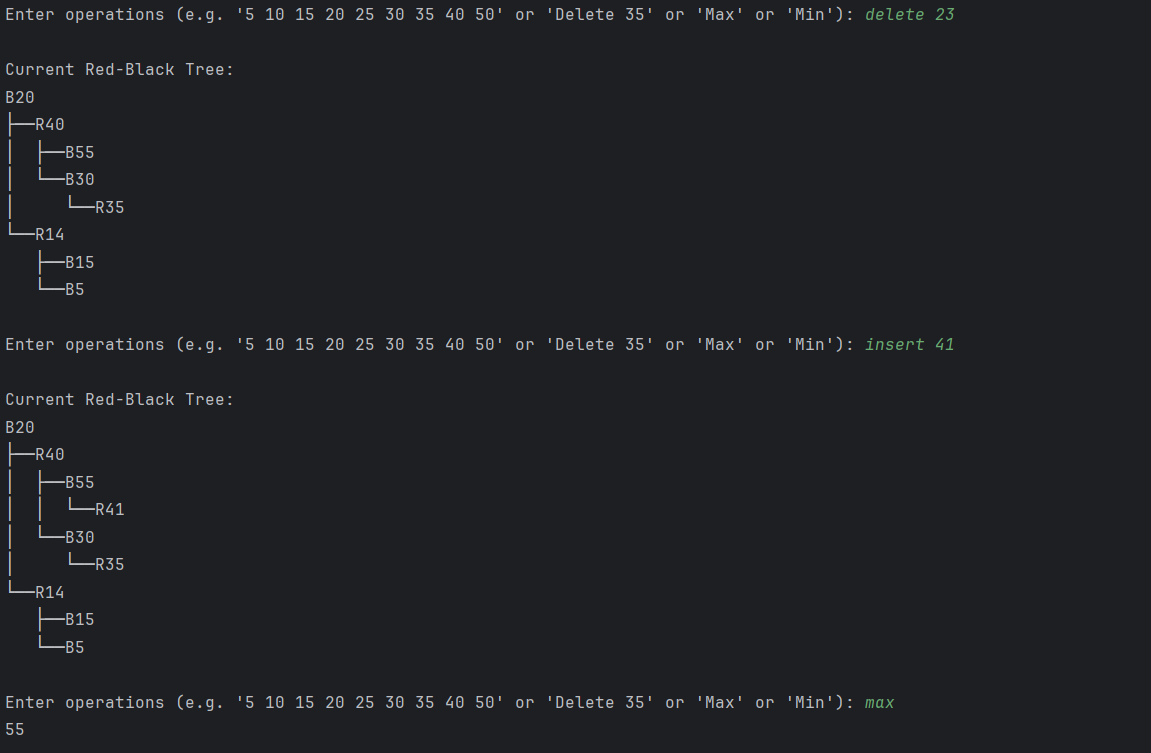 Enter operations (e.g. '5 10 15 20 25 30 35 40 50' or 'Delete 35' or 'Max' or 'Min'): delete 23

Current Red-Black Tree:
B20
├──R40
│  ├──B55
│  └──B30
│     └──R35
└──R14
   ├──B15
   └──B5

Enter operations (e.g. '5 10 15 20 25 30 35 40 50' or 'Delete 35' or 'Max' or 'Min'): insert 41

Current Red-Black Tree:
B20
├──R40
│  ├──B55
│  │  └──R41
│  └──B30
│     └──R35
└──R14
   ├──B15
   └──B5

Enter operations (e.g. '5 10 15 20 25 30 35 40 50' or 'Delete 35' or 'Max' or 'Min'): max
55